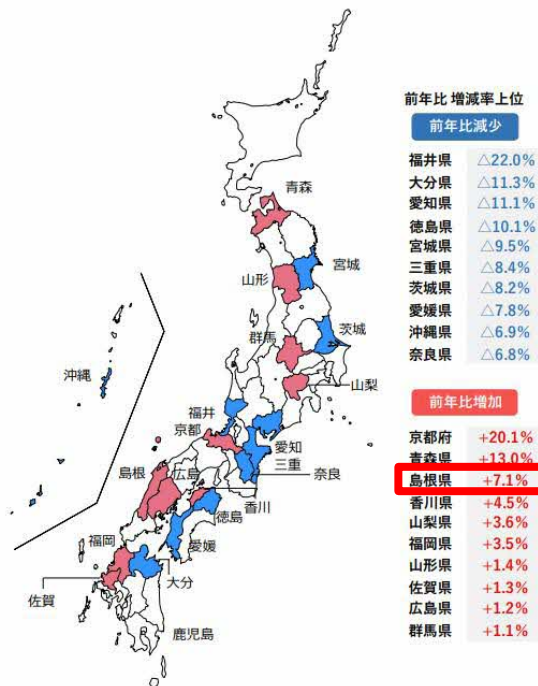 前年比 増減率上位
前年比減少
福井県 △22.0%
大分県 △11.3%
愛知県 △11.1%
徳島県 △10.1%
宮城県 △9.5%
三重県 △8.4%
茨城県 △8.2%
愛媛県 △7.8%
沖縄県 △6.9%
奈良県 △6.8%
前年比増加
京都府 +20.1%
青森県 +13.0%
島根県 +7.1%
香川県 +4.5%
山梨県 +3.6%
福岡県 +3.5%
山形県 +1.4%
佐賀県 +1.3%
広島県 +1.2%
群馬県 +1.1%
青森
宮城
山形
群馬
茨城
沖縄
山梨
福井
京都
愛知
三重
島根
広島
奈良
香川
徳島
福岡
愛媛
大分
佐賀
鹿児島